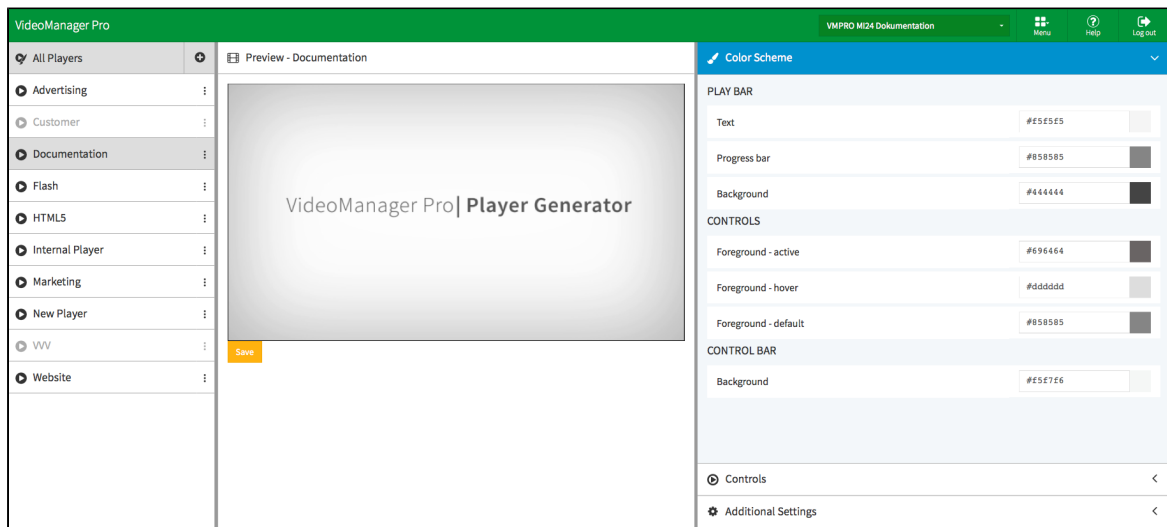 VideoManager Pro
VMPRO MI24 Dokumentation
Menu
Help
Log out
All Players
Advertising
Customer
Documentation
Flash
HTML5
Internal Player
Marketing
New Player
VVV
Website
Preview - Documentation
VideoManager Pro| Player Generator
Save
Color Scheme
PLAY BAR
Text #f5f5f5
Progress bar #858585
Background #444444
CONTROLS
Foreground - active #696464
Foreground - hover #dddddd
Foreground - default #858585
CONTROL BAR
Background #f5f7f6
Controls
Additional Settings